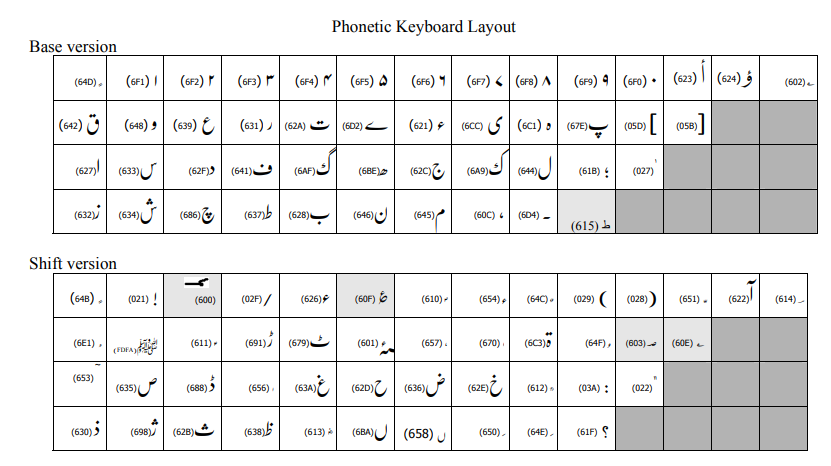 Phonetic Keyboard Layout
Base version
(64D) ٍ (6F1) ۱ (6F2) ۲ (6F3) ۳ (6F4) ۴ (6F5) ۵ (6F6) ۶ (6F7) ۷ (6F8) ۸ (6F9) ۹ (6F0) ۰ (623) أ (624) ؤ (602) ؂
(642) ق (648) و (639) ع (631) ر (62A) ت (6D2) ے (621) ء (6CC) ی (6C1) ہ (67E) پ (05D) ] (05B) [
(627) ا (633) س (62F) د (641) ف (6AF) گ (6BE) ھ (62C) ج (6A9) ک (644) ل (61B) ؛ (027) '
(632) ز (634) ش (686) چ (637) ط (628) ب (646) ن (645) م (60C) ، (6D4) ۔ (615) ؕ
Shift version
(64B) ً (021) ! (600) ؀ (02F) / (626) ئ (60F) ؏ (610) ؐ (654) ٔ (64C) ٌ (029) ) (028) ( (651) ّ (622) آ (614) ؔ
(6E1) ۡ (FDFA) ﷺ (611) ؑ (691) ڑ (679) ٹ (601) ؁ (657) ٗ (670) ٰ (6C3) ۃ (64F) ُ (603) ؃ (60E) ؎
(653) ٓ (635) ص (688) ڈ (656) ٖ (63A) غ (62D) ح (636) ض (62E) خ (612) ؒ (03A) : (022) "
(630) ذ (698) ژ (62B) ث (638) ظ (613) ؓ (6BA) ں (658) ٘ (650) ِ (64E) َ (61F) ؟